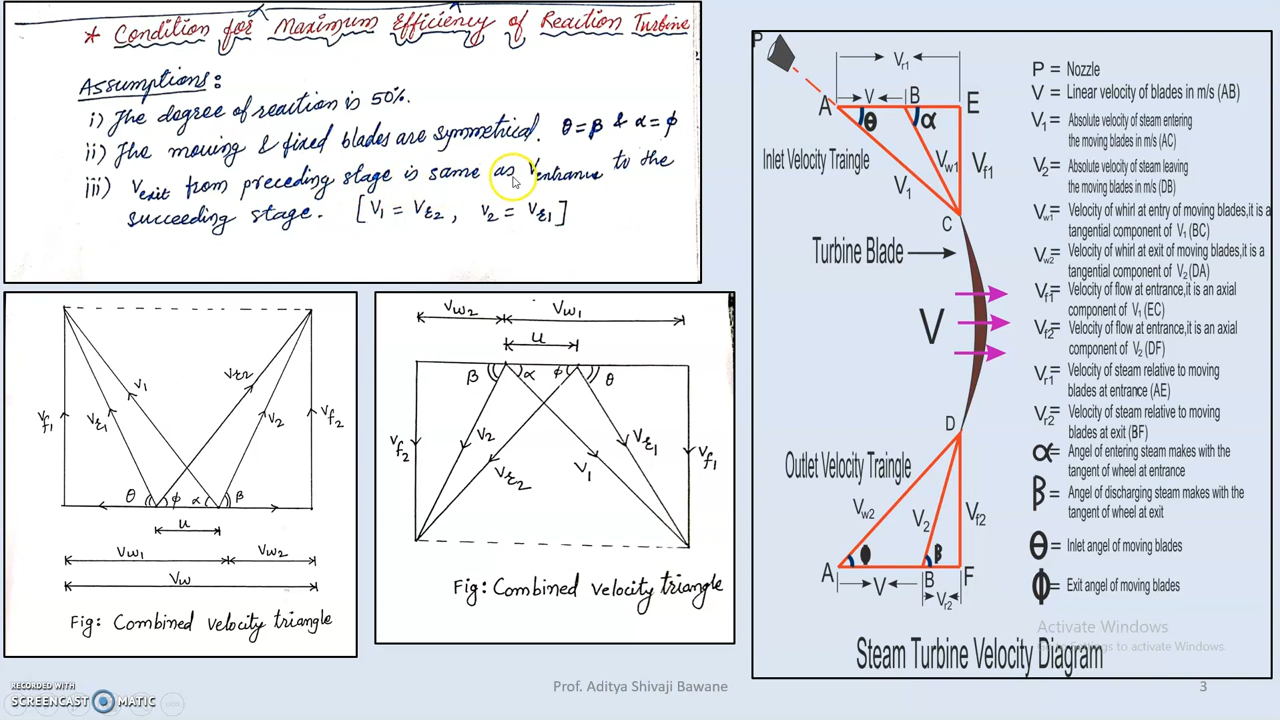 * Condition for Maximum Efficiency of Reaction Turbine
Assumptions:
i) The degree of reaction is 50%.
ii) The moving & fixed blades are symmetrical. θ=β & α=ϕ
iii) Vexit from preceding stage is same as Ventrance to the
succeeding stage. [V1 = Vr2, V2 = Vr1]
Vf1
Vr1
V1
Vr2
V2
Vf2
θ
ϕ
α
β
u
Vw1
Vw2
Vw
Fig: Combined velocity triangle
Vw2
Vw1
u
β
α
ϕ
θ
Vf2
V2
Vr2
V1
Vr1
Vf1
Fig: Combined velocity triangle
P
Vr1
V
A
B
E
θ
α
Inlet Velocity Traingle
V1
Vw1
Vf1
C
Turbine Blade
V
D
Outlet Velocity Traingle
Vw2
V2
Vf2
β
A
V
B
F
Vr2
P = Nozzle
V = Linear velocity of blades in m/s (AB)
V1= Absolute velocity of steam entering
the moving blades in m/s (AC)
V2= Absolute velocity of steam leaving
the moving blades in m/s (DB)
Vw1= Velocity of whirl at entry of moving blades,it is a
tangential component of V1 (BC)
Vw2= Velocity of whirl at exit of moving blades,it is a
tangential component of V2 (DA)
Vf1= Velocity of flow at entrance,it is an axial
component of V1 (EC)
Vf2= Velocity of flow at entrance,it is an axial
component of V2 (DF)
Vr1= Velocity of steam relative to moving
blades at entrance (AE)
Vr2= Velocity of steam relative to moving
blades at exit (BF)
α= Angel of entering steam makes with the
tangent of wheel at entrance
β= Angel of discharging steam makes with the
tangent of wheel at exit
θ= Inlet angel of moving blades
ϕ= Exit angel of moving blades
Steam Turbine Velocity Diagram
Activate Windows
Go to Settings to activate Windows.
RECORDED WITH
SCREENCAST MATIC
Prof. Aditya Shivaji Bawane
3